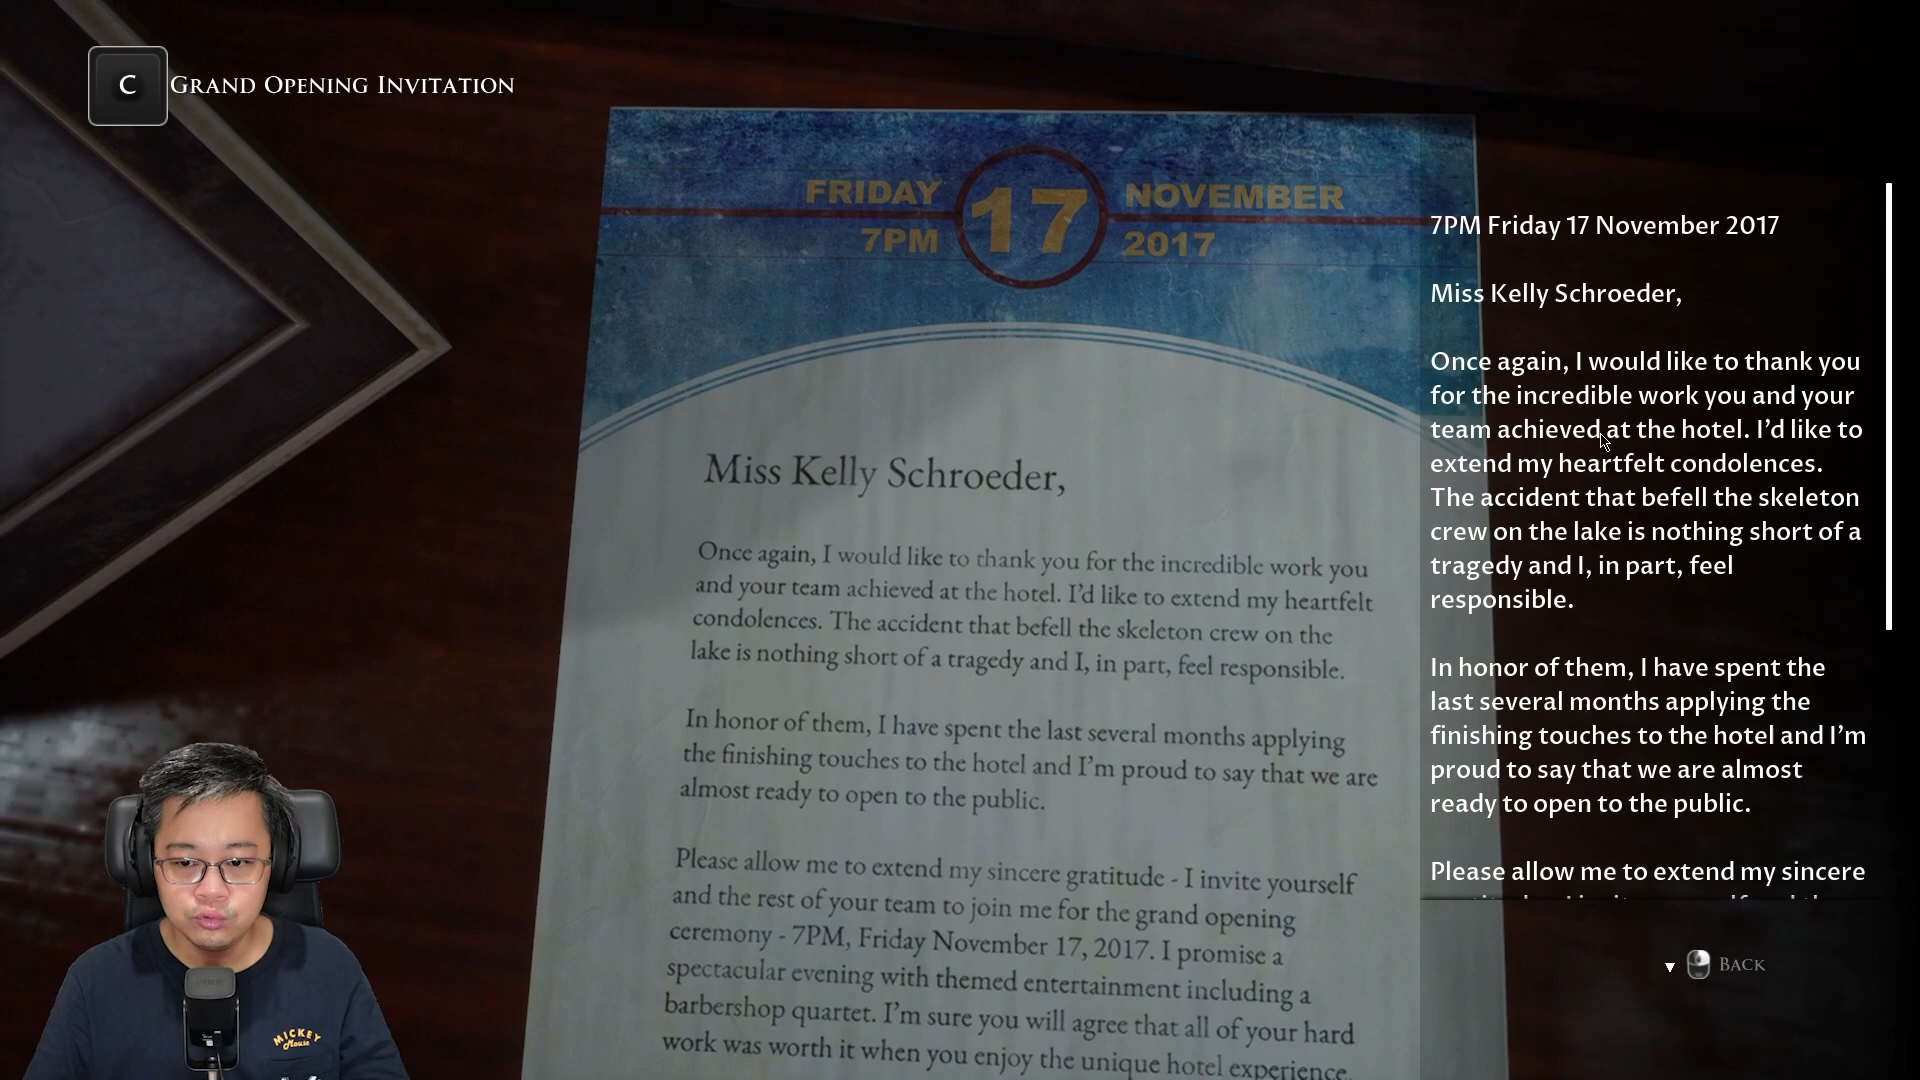 C
GRAND OPENING INVITATION
FRIDAY 17 NOVEMBER
7PM 2017
Miss Kelly Schroeder,
Once again, I would like to thank you for the incredible work you
and your team achieved at the hotel. I'd like to extend my heartfelt
condolences. The accident that befell the skeleton crew on the
lake is nothing short of a tragedy and I, in part, feel responsible.
In honor of them, I have spent the last several months applying
the finishing touches to the hotel and I'm proud to say that we are
almost ready to open to the public.
Please allow me to extend my sincere gratitude - I invite yourself
and the rest of your team to join me for the grand opening
ceremony - 7PM, Friday November 17, 2017. I promise a
spectacular evening with themed entertainment including a
barbershop quartet. I'm sure you will agree that all of your hard
work was worth it when you enjoy the unique hotel experience.
7PM Friday 17 November 2017
Miss Kelly Schroeder,
Once again, I would like to thank you
for the incredible work you and your
team achieved at the hotel. I'd like to
extend my heartfelt condolences.
The accident that befell the skeleton
crew on the lake is nothing short of a
tragedy and I, in part, feel
responsible.
In honor of them, I have spent the
last several months applying the
finishing touches to the hotel and I'm
proud to say that we are almost
ready to open to the public.
Please allow me to extend my sincere
BACK
MICKEY
Mouse